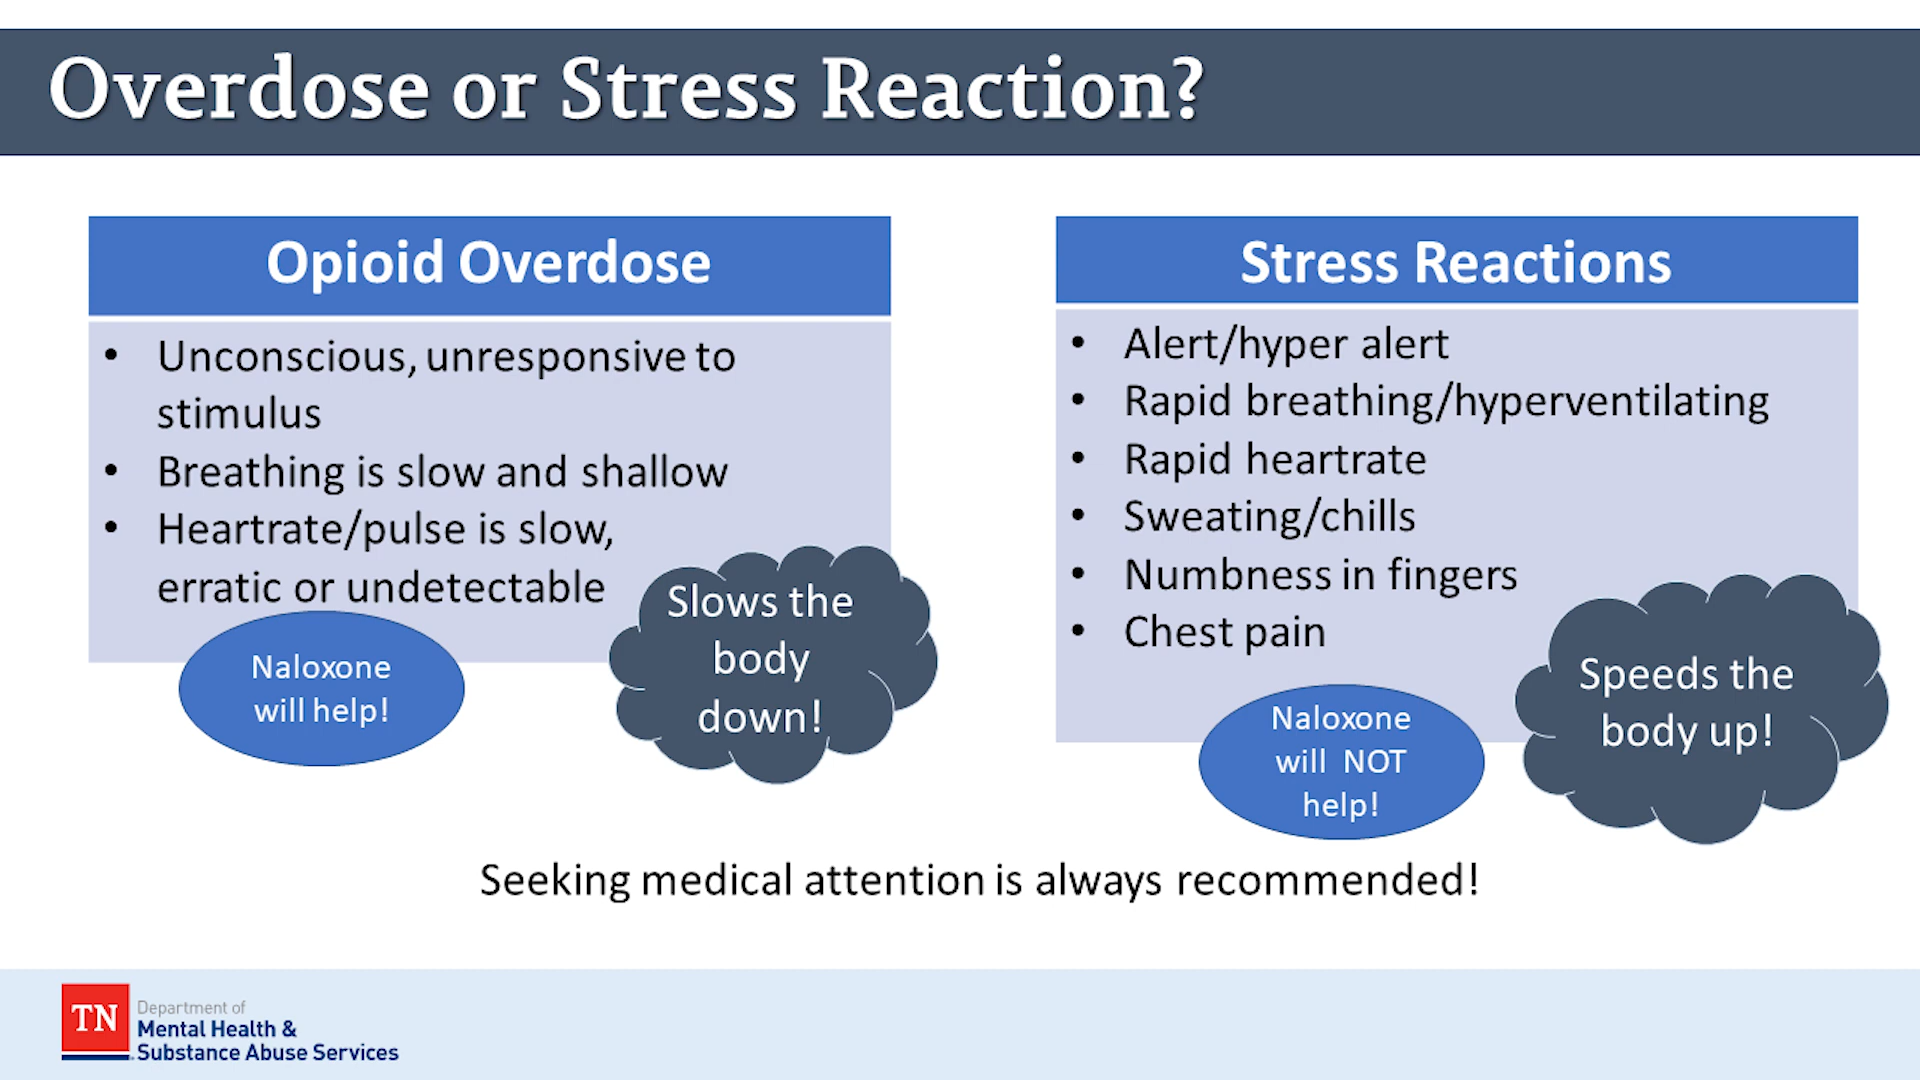 Overdose or Stress Reaction?
Opioid Overdose
• Unconscious, unresponsive to
stimulus
• Breathing is slow and shallow
• Heartrate/pulse is slow,
erratic or undetectable
Naloxone
will help!
Slows the
body
down!
Stress Reactions
• Alert/hyper alert
• Rapid breathing/hyperventilating
• Rapid heartrate
• Sweating/chills
• Numbness in fingers
• Chest pain
Naloxone
will NOT
help!
Speeds the
body up!
Seeking medical attention is always recommended!
TN
Department of
Mental Health &
Substance Abuse Services